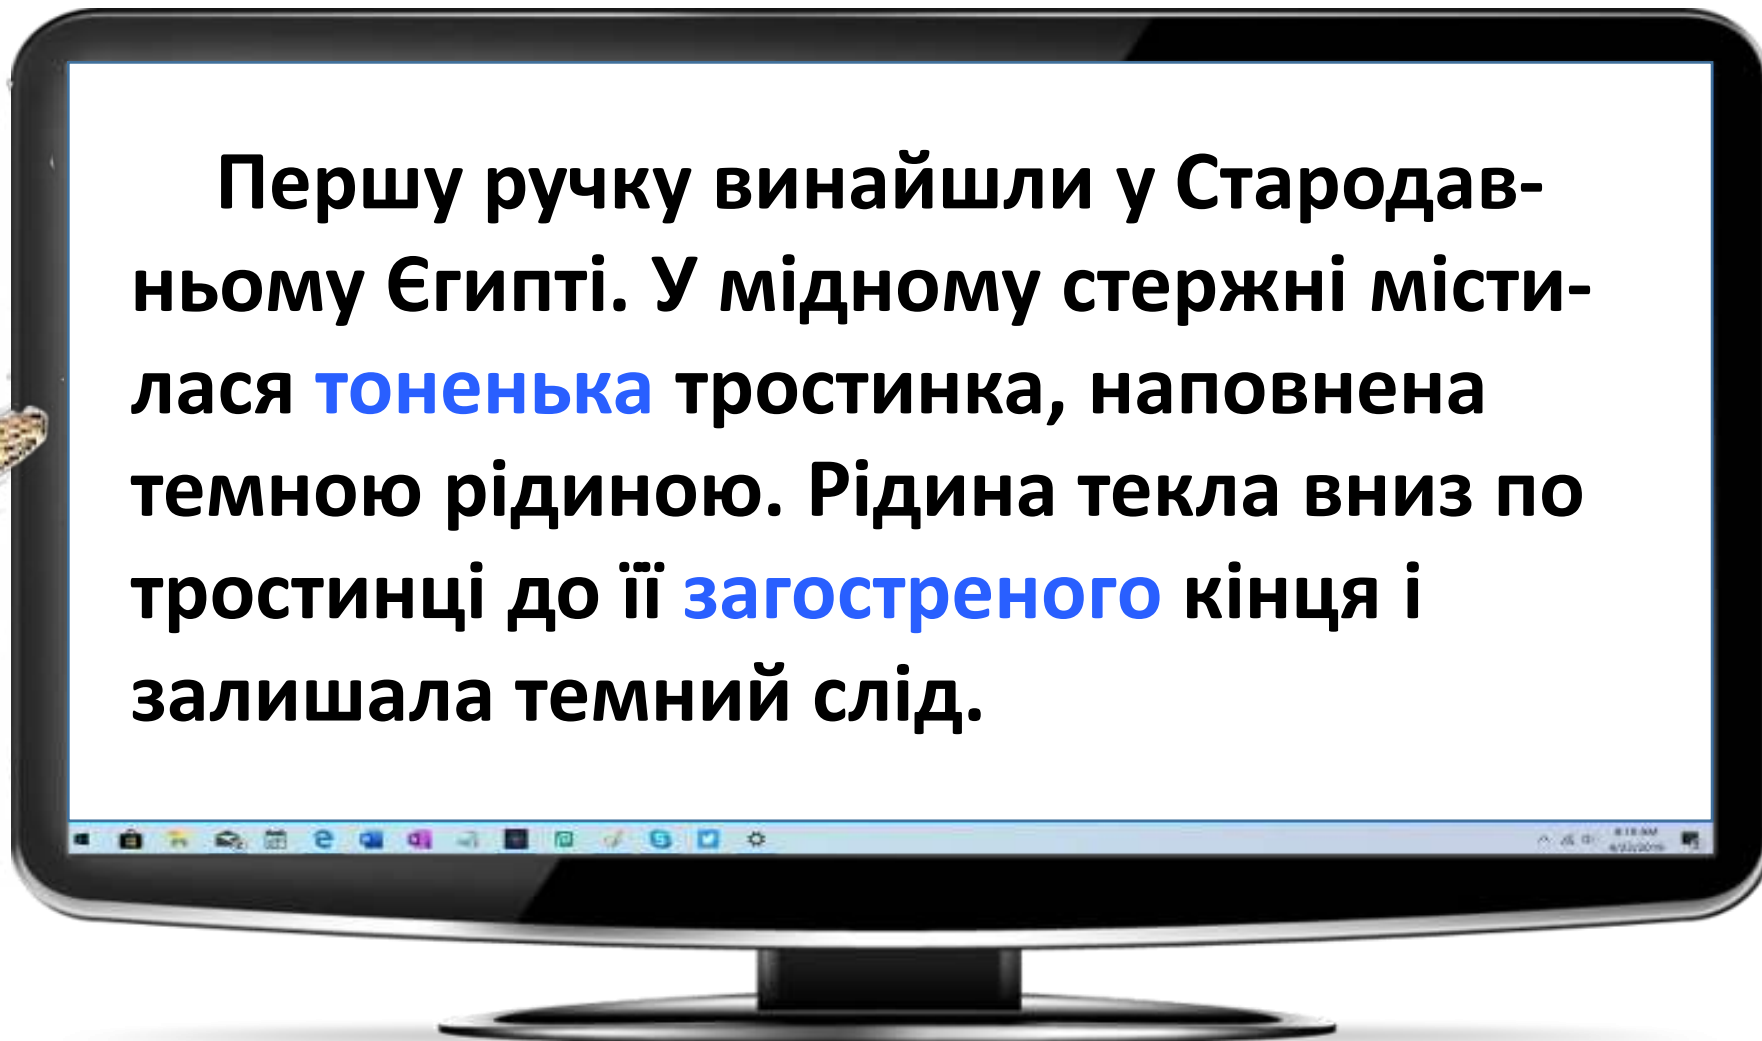 Першу ручку винайшли у Стародав-
ньому Єгипті. У мідному стержні місти-
лася тоненька тростинка, наповнена
темною рідиною. Рідина текла вниз по
тростинці до її загостреного кінця і
залишала темний слід.